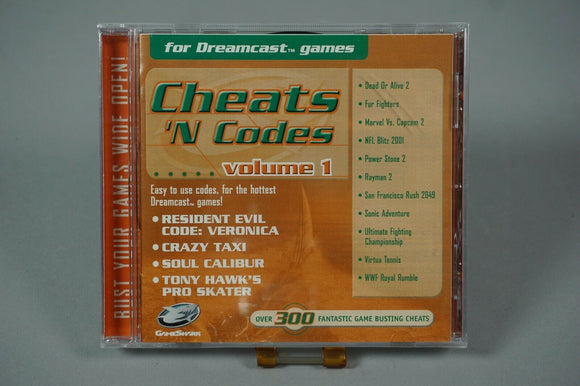 for Dreamcast™ games
BUST YOUR GAMES WIDE OPEN!
Cheats
'N Codes
volume 1
Easy to use codes, for the hottest
Dreamcast™ games!
• RESIDENT EVIL
CODE: VERONICA
• CRAZY TAXI
• SOUL CALIBUR
• TONY HAWK'S
PRO SKATER
• Dead Or Alive 2
• Fur Fighters
• Marvel Vs. Capcom 2
• NFL Blitz 2001
• Power Stone 2
• Rayman 2
• San Francisco Rush 2049
• Sonic Adventure
• Ultimate Fighting
Championship
• Virtua Tennis
• WWF Royal Rumble
GameShark
OVER 300 FANTASTIC GAME BUSTING CHEATS